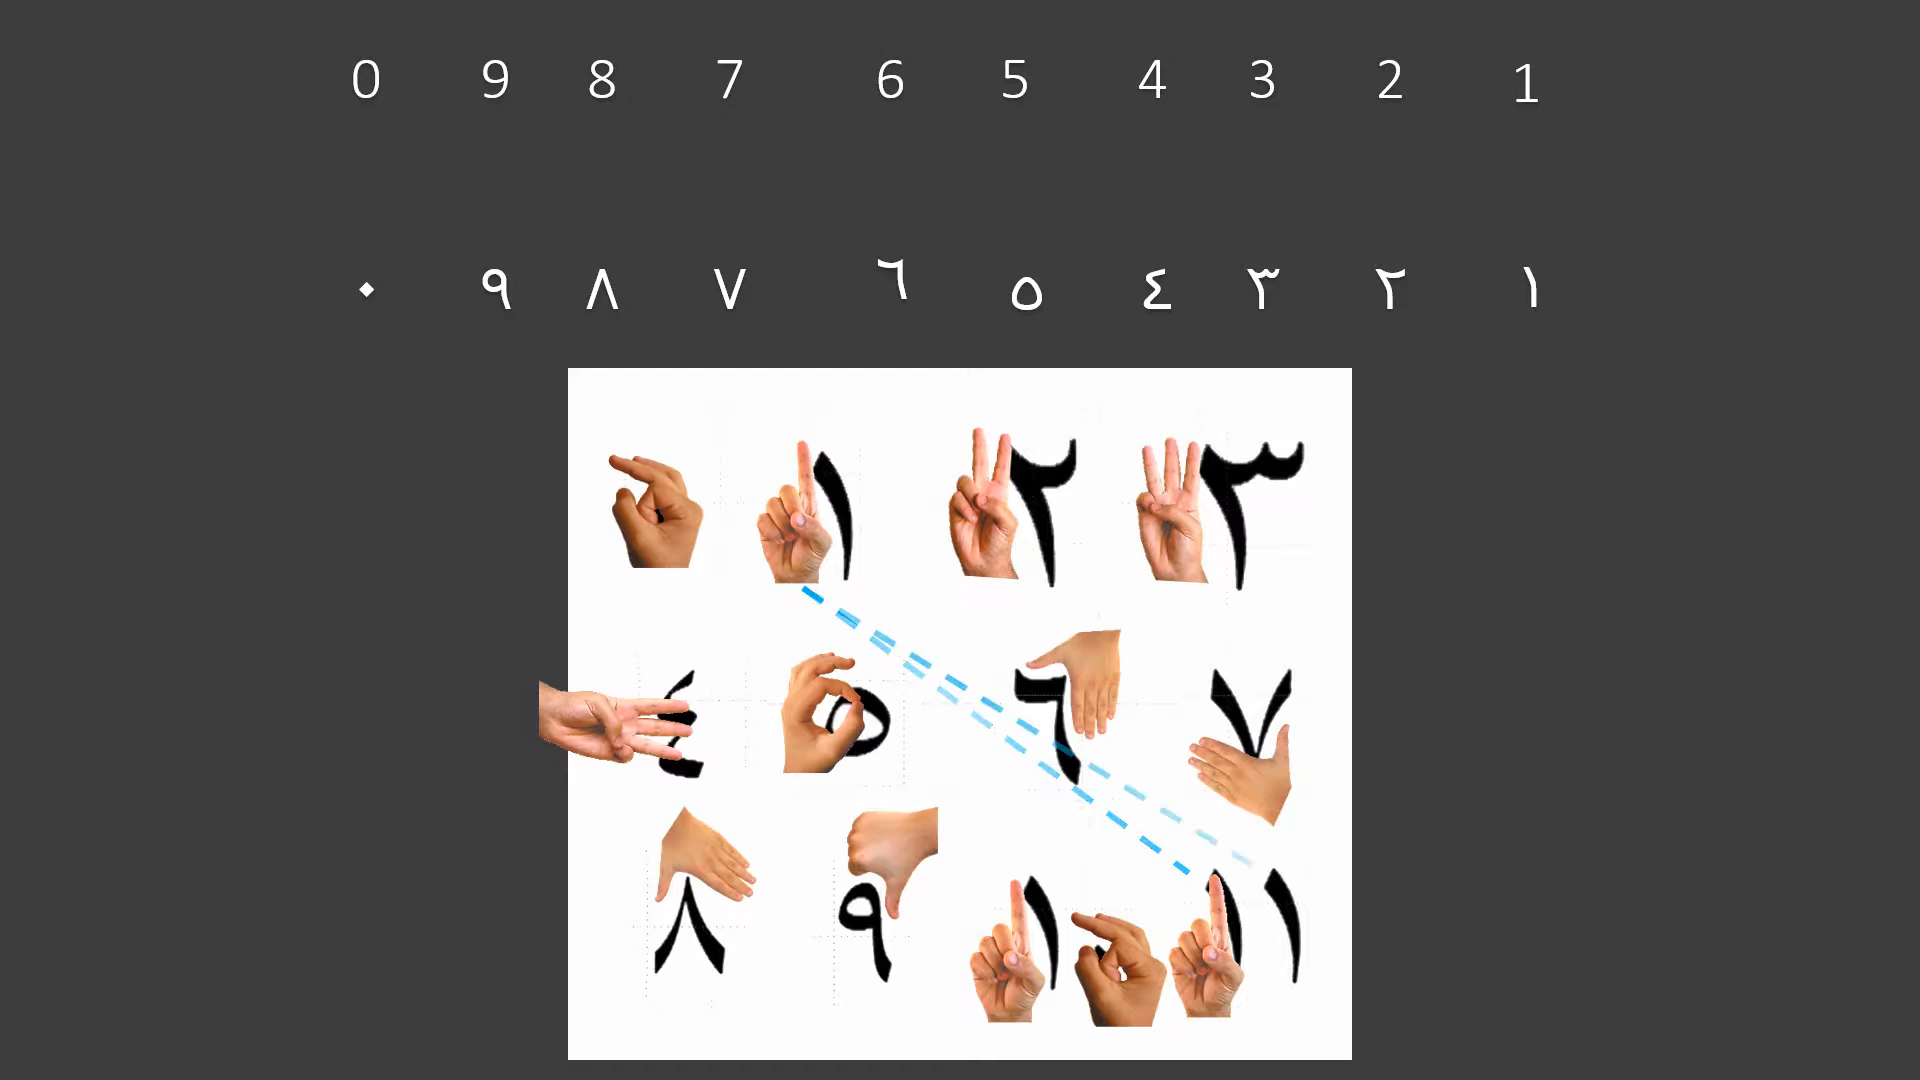 0 9 8 7 6 5 4 3 2 1
٠ ٩ ٨ ٧ ٦ ٥ ٤ ٣ ٢ ١
١ ٢ ٣
٤ ٥ ٦ ٧
٨ ٩ ١٠ ١١